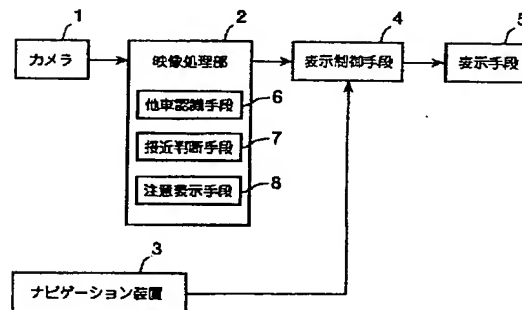 1
カメラ
2
映像処理部
他車認識手段
6
接近判断手段
7
注意表示手段
8
4
表示制御手段
5
表示手段
3
ナビゲーション装置